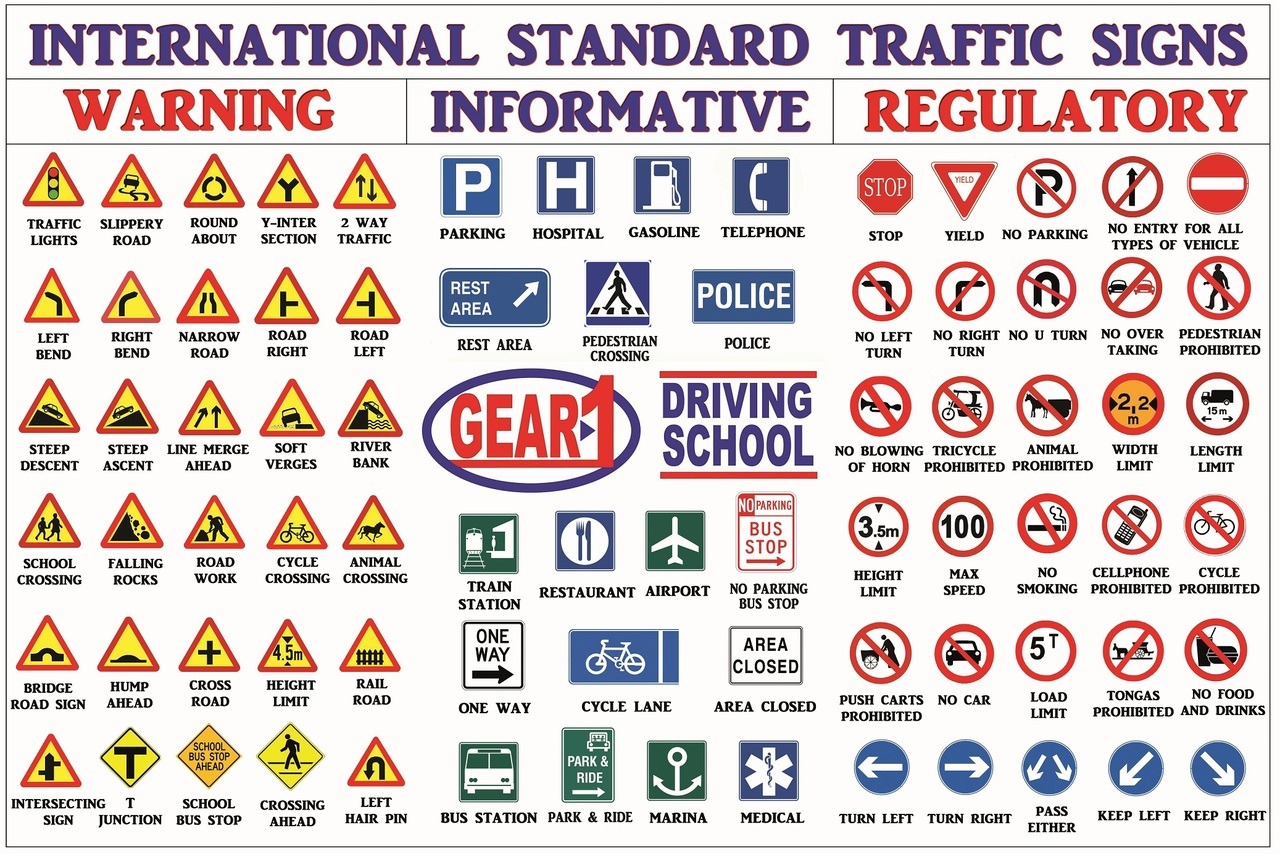 INTERNATIONAL STANDARD TRAFFIC SIGNS
WARNING
TRAFFIC
LIGHTS
SLIPPERY
ROAD
ROUND
ABOUT
Y-INTER
SECTION
2 WAY
TRAFFIC
LEFT
BEND
RIGHT
BEND
NARROW
ROAD
ROAD
RIGHT
ROAD
LEFT
STEEP
DESCENT
STEEP
ASCENT
LINE MERGE
AHEAD
SOFT
VERGES
RIVER
BANK
SCHOOL
CROSSING
FALLING
ROCKS
ROAD
WORK
CYCLE
CROSSING
ANIMAL
CROSSING
BRIDGE
ROAD SIGN
HUMP
AHEAD
CROSS
ROAD
4.5m
HEIGHT
LIMIT
RAIL
ROAD
INTERSECTING
SIGN
T
JUNCTION
SCHOOL
BUS STOP
AHEAD
SCHOOL
BUS STOP
CROSSING
AHEAD
LEFT
HAIR PIN
INFORMATIVE
P
PARKING
H
HOSPITAL
GASOLINE
TELEPHONE
REST
AREA
REST AREA
PEDESTRIAN
CROSSING
POLICE
POLICE
GEAR 1
DRIVING
SCHOOL
TRAIN
STATION
RESTAURANT
AIRPORT
NO PARKING
BUS
STOP
NO PARKING
BUS STOP
ONE
WAY
ONE WAY
CYCLE LANE
AREA
CLOSED
AREA CLOSED
BUS STATION
PARK &
RIDE
PARK & RIDE
MARINA
MEDICAL
REGULATORY
STOP
STOP
YIELD
YIELD
P
NO PARKING
NO ENTRY FOR ALL
TYPES OF VEHICLE
NO LEFT
TURN
NO RIGHT
TURN
NO U TURN
NO OVER
TAKING
PEDESTRIAN
PROHIBITED
NO BLOWING
OF HORN
TRICYCLE
PROHIBITED
ANIMAL
PROHIBITED
2,2
m
WIDTH
LIMIT
15 m
LENGTH
LIMIT
3.5m
HEIGHT
LIMIT
100
MAX
SPEED
NO
SMOKING
CELLPHONE
PROHIBITED
CYCLE
PROHIBITED
PUSH CARTS
PROHIBITED
NO CAR
5T
LOAD
LIMIT
TONGAS
PROHIBITED
NO FOOD
AND DRINKS
TURN LEFT
TURN RIGHT
PASS
EITHER
KEEP LEFT
KEEP RIGHT